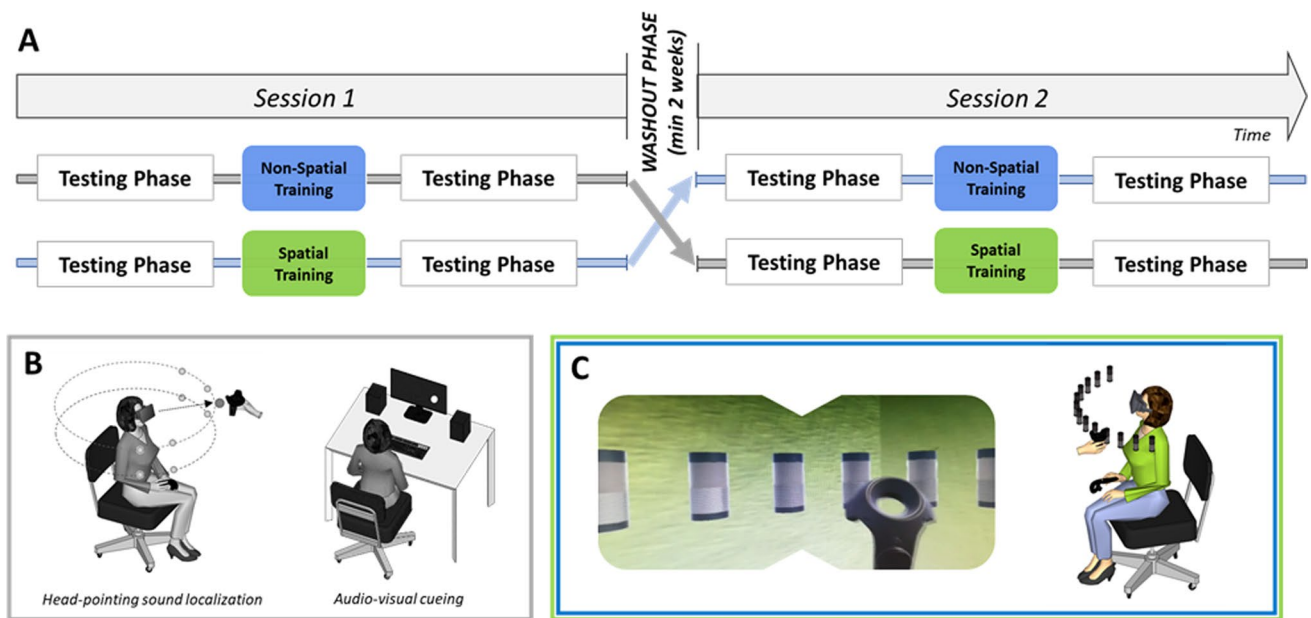 A
WASHOUT PHASE
(min 2 weeks)
Session 1
Session 2
Time
Testing Phase
Non-Spatial
Training
Testing Phase
Testing Phase
Non-Spatial
Training
Testing Phase
Testing Phase
Spatial
Training
Testing Phase
Testing Phase
Spatial
Training
Testing Phase
B
Head-pointing sound localization
Audio-visual cueing
C